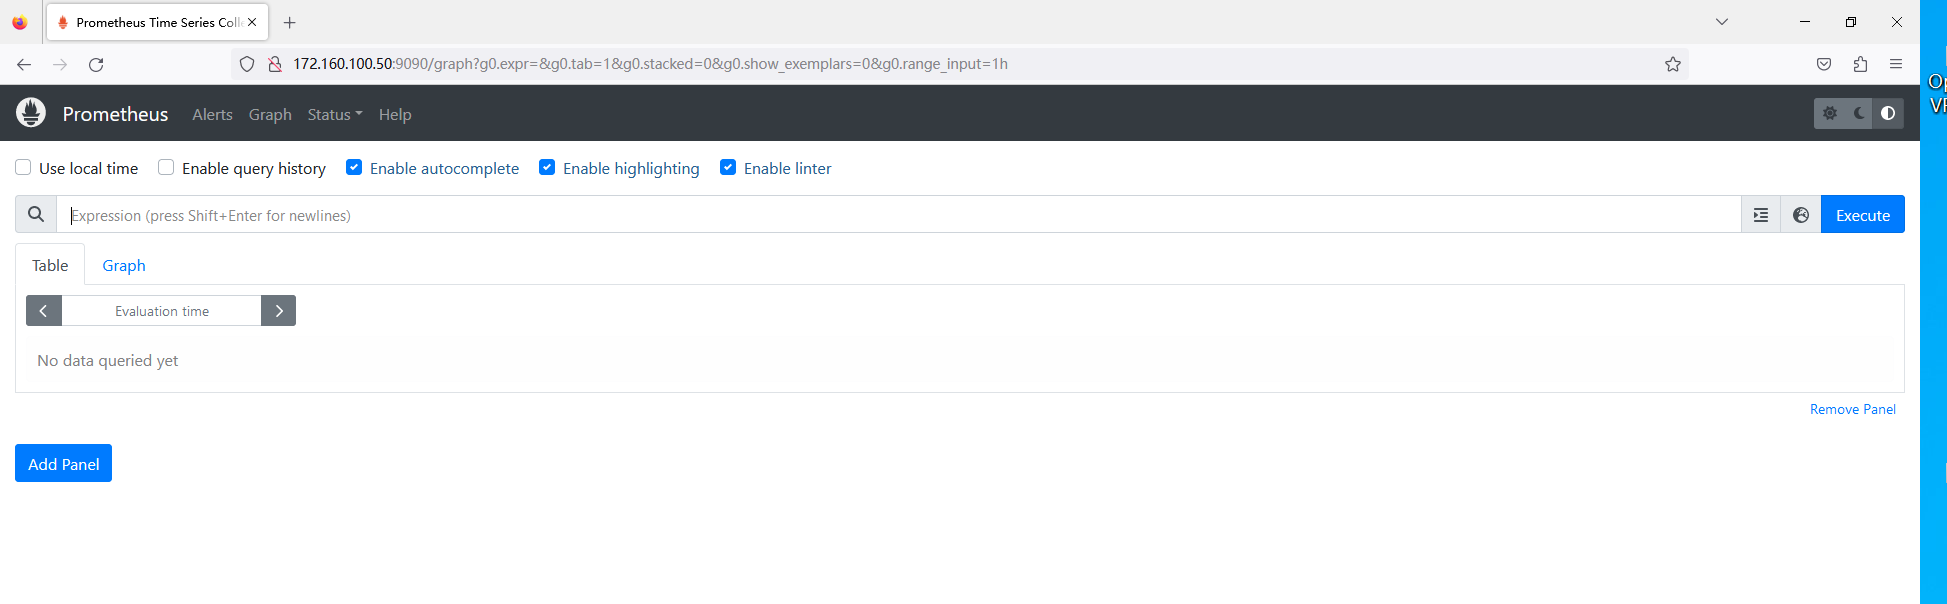 Prometheus Time Series Coll
172.160.100.50:9090/graph?g0.expr=&g0.tab=1&g0.stacked=0&g0.show_exemplars=0&g0.range_input=1h
Prometheus Alerts Graph Status Help
Use local time Enable query history Enable autocomplete Enable highlighting Enable linter
Expression (press Shift+Enter for newlines) Execute
Table Graph
Evaluation time
No data queried yet
Remove Panel
Add Panel